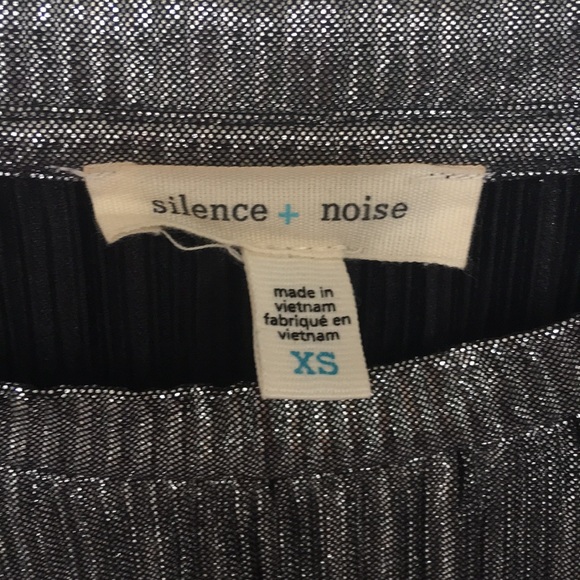 silence + noise
made in
vietnam
fabriqué en
vietnam
XS